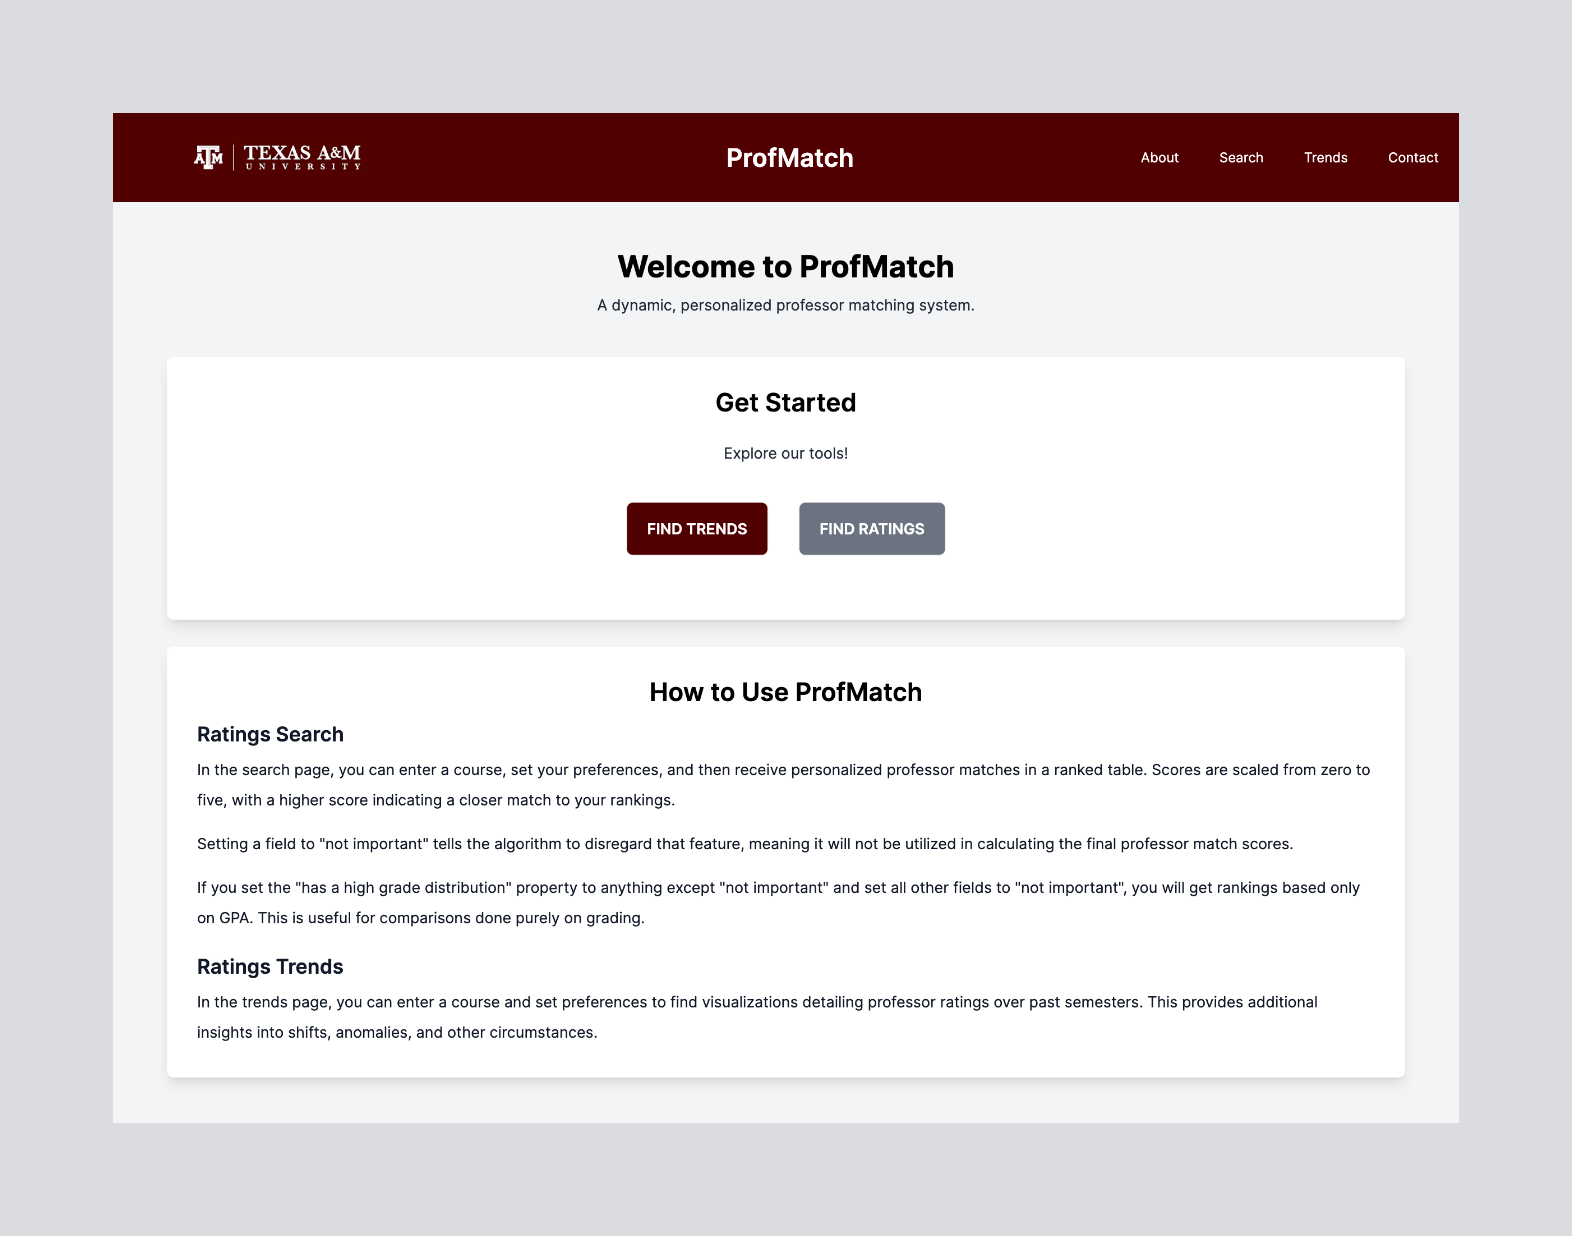 TEXAS A&M
UNIVERSITY
ProfMatch
About
Search
Trends
Contact
Welcome to ProfMatch
A dynamic, personalized professor matching system.
Get Started
Explore our tools!
FIND TRENDS
FIND RATINGS
How to Use ProfMatch
Ratings Search
In the search page, you can enter a course, set your preferences, and then receive personalized professor matches in a ranked table. Scores are scaled from zero to
five, with a higher score indicating a closer match to your rankings.
Setting a field to "not important" tells the algorithm to disregard that feature, meaning it will not be utilized in calculating the final professor match scores.
If you set the "has a high grade distribution" property to anything except "not important" and set all other fields to "not important", you will get rankings based only
on GPA. This is useful for comparisons done purely on grading.
Ratings Trends
In the trends page, you can enter a course and set preferences to find visualizations detailing professor ratings over past semesters. This provides additional
insights into shifts, anomalies, and other circumstances.